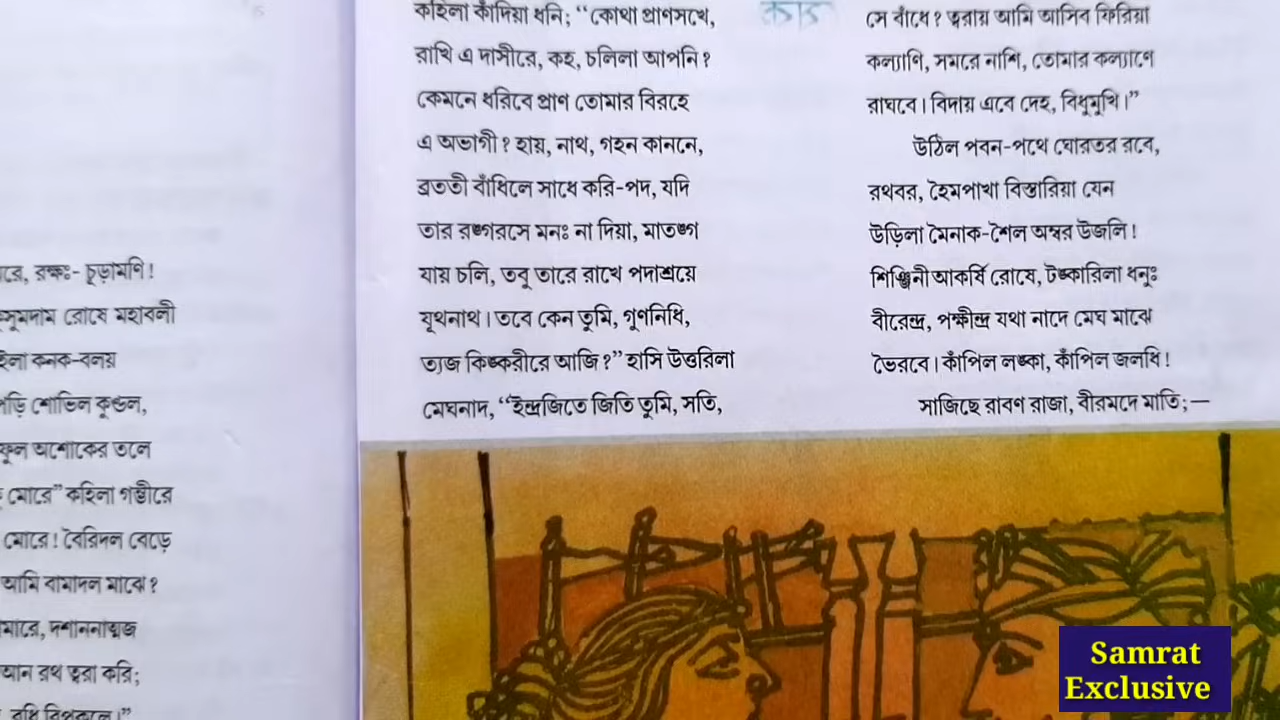 রক্ষঃ- চূড়ামণি!
রোষে মহাবলী
কনক-বলয়
শোভিল কুণ্ডল,
অশোকের তলে
মোরে” কহিলা গম্ভীরে
মোরে! বৈরিদল বেড়ে
আমি বামাদল মাঝে?
দশাননাত্মজ
আন রথ ত্বরা করি;
কহিলা কাঁদিয়া ধনি; “কোথা প্রাণসখে,
রাখি এ দাসীরে, কহ, চলিলা আপনি?
কেমনে ধরিবে প্রাণ তোমার বিরহে
এ অভাগী? হায়, নাথ, গহন কাননে,
ব্রততী বাঁধিলে সাধে করি-পদ, যদি
তার রঙ্গরসে মনঃ না দিয়া, মাতঙ্গ
যায় চলি, তবু তারে রাখে পদাশ্রয়ে
যূথনাথ। তবে কেন তুমি, গুণনিধি,
ত্যজ কিঙ্করীরে আজি?” হাসি উত্তরিলা
মেঘনাদ, “ইন্দ্রজিতে জিতি তুমি, সতি,
সে বাঁধে? ত্বরায় আমি আসিব ফিরিয়া
কল্যাণি, সমরে নাশি, তোমার কল্যাণে
রাঘবে। বিদায় এবে দেহ, বিধুমুখি।”
উঠিল পবন-পথে ঘোরতর রবে,
রথবর, হৈমপাখা বিস্তারিয়া যেন
উড়িলা মৈনাক-শৈল অম্বর উজলি!
শিঞ্জিনী আকর্ষি রোষে, টঙ্কারিলা ধনুঃ
বীরেন্দ্র, পক্ষীন্দ্র যথা নাদে মেঘ মাঝে
ভৈরবে। কাঁপিল লঙ্কা, কাঁপিল জলধি!
সাজিছে রাবণ রাজা, বীরমদে মাতি;—
Samrat
Exclusive